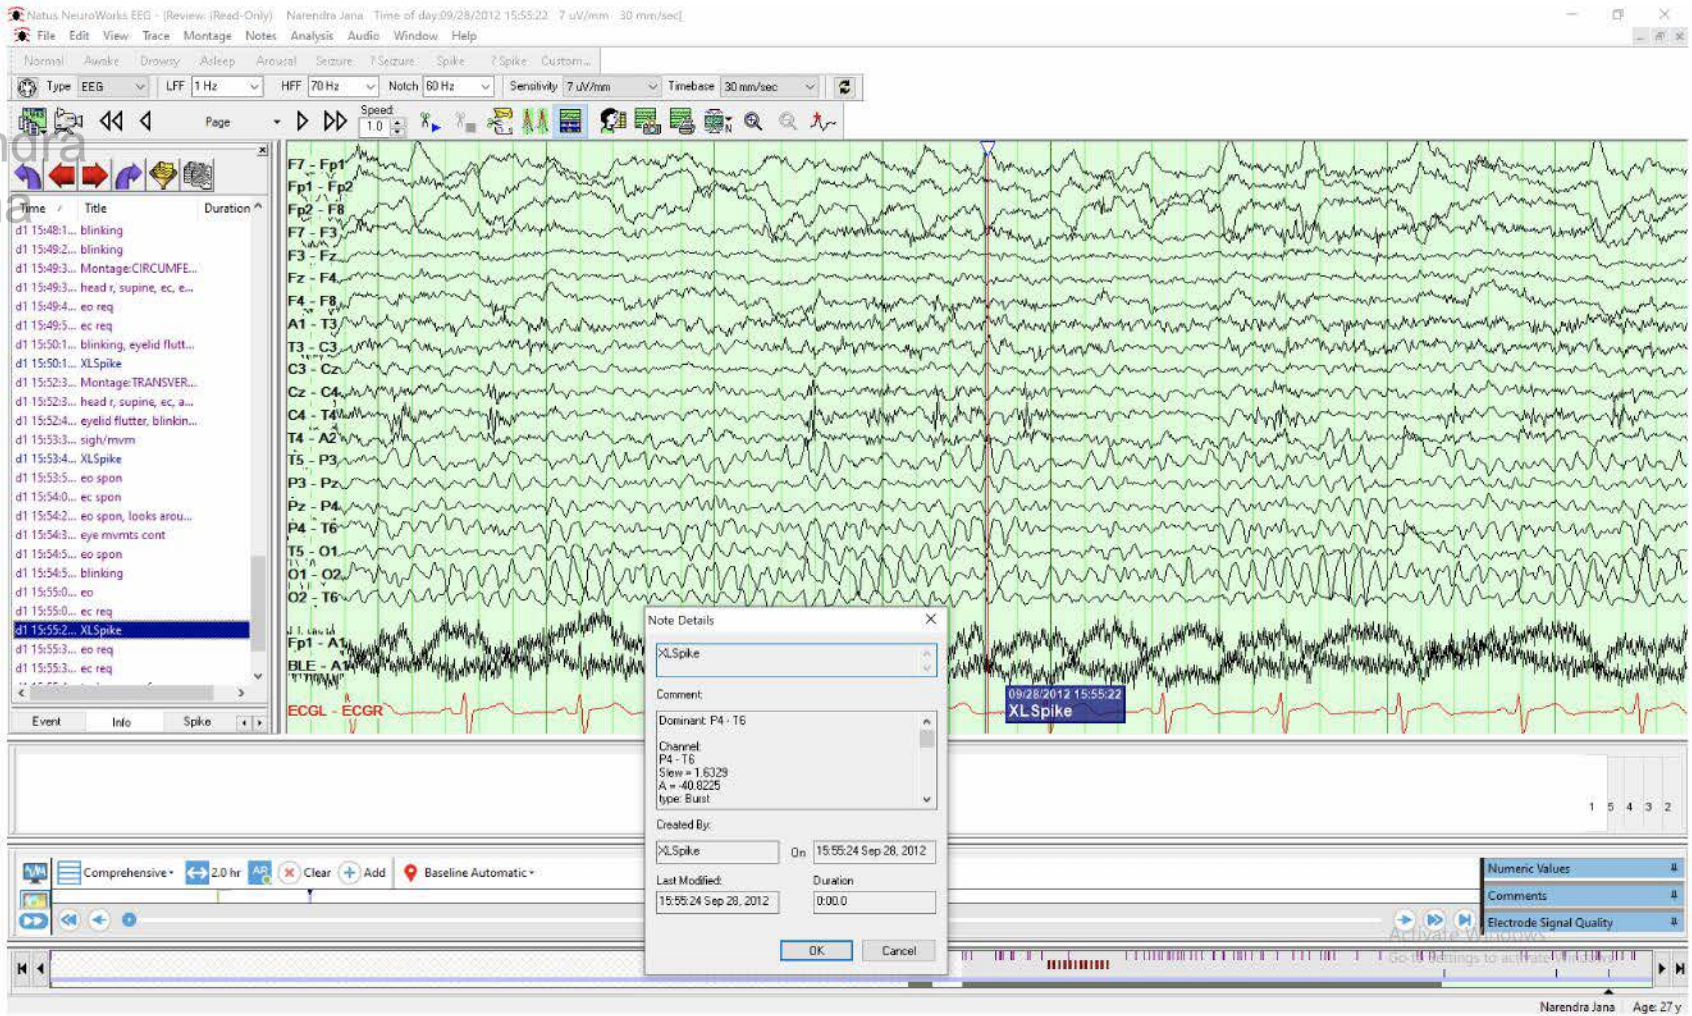 Natus NeuroWorks EEG - [Review: (Read-Only) Narendra Jana Time of day:09/28/2012 15:55:22 7 uV/mm 30 mm/sec]
File Edit View Trace Montage Notes Analysis Audio Window Help
Normal Awake Drowsy Asleep Arousal Seizure ? Seizure Spike ? Spike Custom...
Type EEG LFF 1 Hz HFF 70 Hz Notch 60 Hz Sensitivity 7 uV/mm Timebase 30 mm/sec
Page
Speed
1.0
ndra
na
Time / Title Duration
d1 15:48:1... blinking
d1 15:49:2... blinking
d1 15:49:3... Montage:CIRCUMFE...
d1 15:49:3... head r, supine, ec, e...
d1 15:49:4... eo req
d1 15:49:5... ec req
d1 15:50:1... blinking, eyelid flutt...
d1 15:50:1... XLSpike
d1 15:52:3... Montage:TRANSVER...
d1 15:52:3... head r, supine, ec, a...
d1 15:52:4... eyelid flutter, blinkin...
d1 15:53:3... sigh/mvm
d1 15:53:4... XLSpike
d1 15:53:5... eo spon
d1 15:54:0... ec spon
d1 15:54:2... eo spon, looks arou...
d1 15:54:3... eye mvmts cont
d1 15:54:5... eo spon
d1 15:54:5... blinking
d1 15:55:0... eo
d1 15:55:0... ec req
d1 15:55:2... XLSpike
d1 15:55:3... eo req
d1 15:55:3... ec req
Event Info Spike
F7 - Fp1
Fp1 - Fp2
Fp2 - F8
F7 - F3
F3 - Fz
Fz - F4
F4 - F8
A1 - T3
T3 - C3
C3 - Cz
Cz - C4
C4 - T4
T4 - A2
T5 - P3
P3 - Pz
Pz - P4
P4 - T6
T5 - O1
O1 - O2
O2 - T6
Fp1 - A1
BLE - A1
ECGL - ECGR
09/28/2012 15:55:22
XLSpike
Note Details
XLSpike
Comment:
Dominant: P4 - T6
Channel:
P4 - T6
Slew = 1.6329
A = -40.8225
type: Burst
Created By:
XLSpike On 15:55:24 Sep 28, 2012
Last Modified: Duration
15:55:24 Sep 28, 2012 0:00.0
OK Cancel
1 5 4 3 2
Comprehensive 2.0 hr AR Clear Add Baseline Automatic
Numeric Values
Comments
Electrode Signal Quality
Activate Windows
Go to Settings to activate Windows.
Narendra Jana Age: 27 y